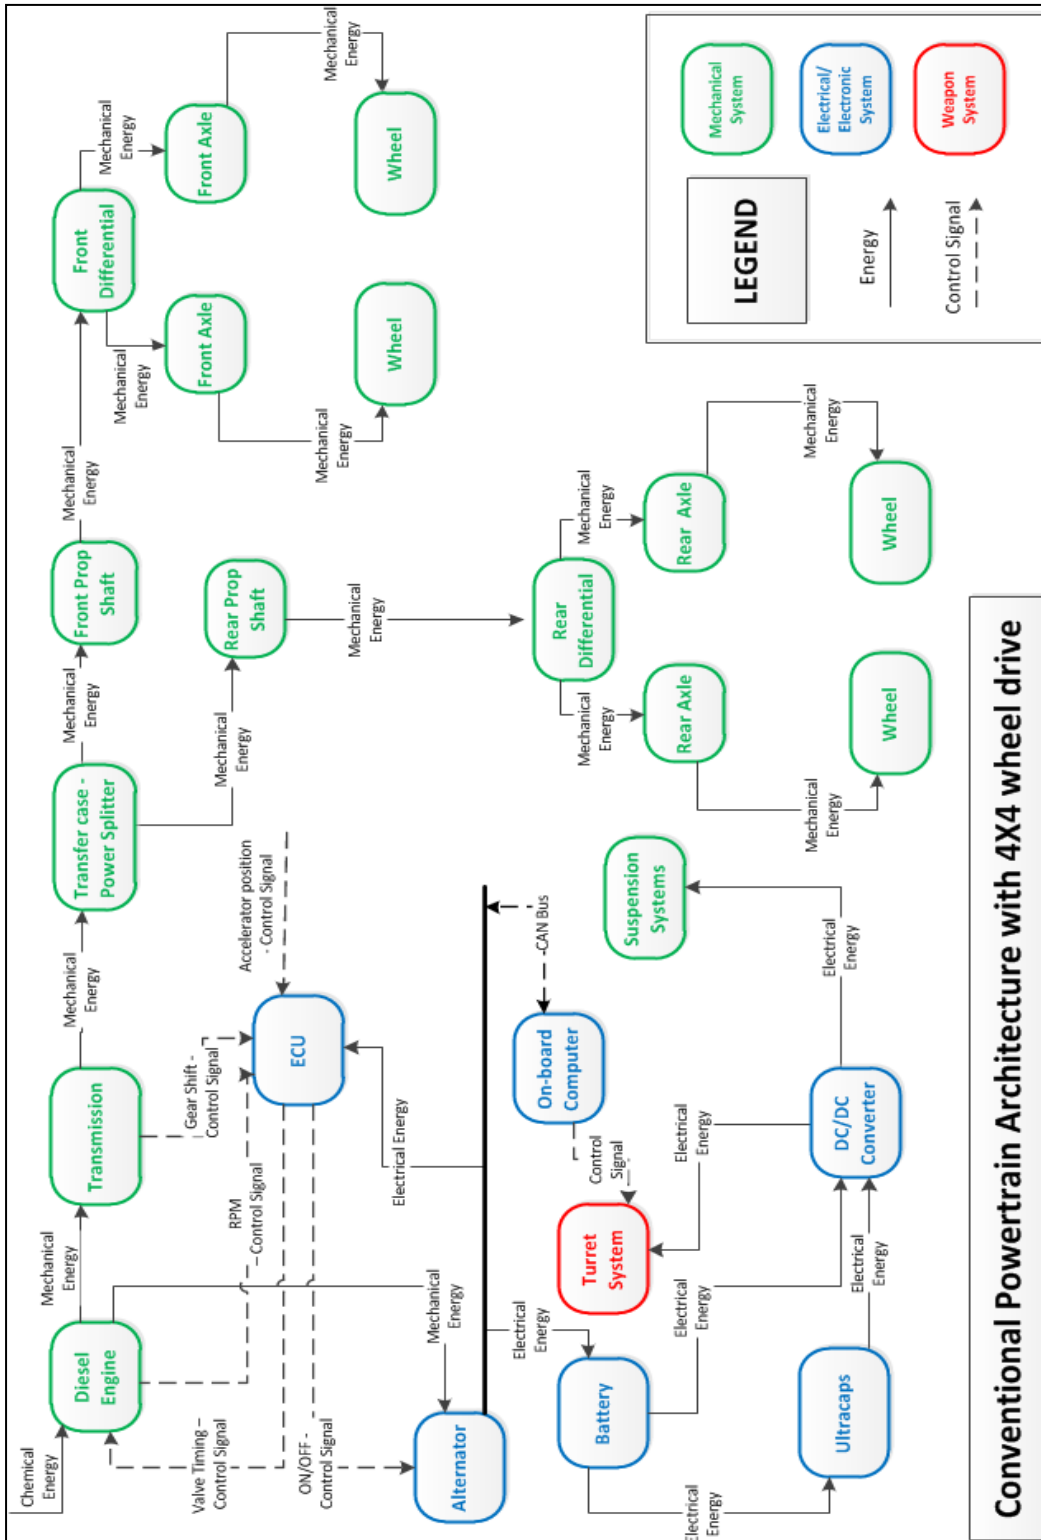 Chemical
Energy
Diesel
Engine
Mechanical
Energy
Transmission
Mechanical
Energy
Transfer case -
Power Splitter
Mechanical
Energy
Front Prop
Shaft
Mechanical
Energy
Front
Differential
Mechanical
Energy
Front Axle
Mechanical
Energy
Wheel
Mechanical
Energy
Front Axle
Mechanical
Energy
Wheel
Mechanical
Energy
Rear Prop
Shaft
Mechanical
Energy
Rear
Differential
Mechanical
Energy
Rear Axle
Mechanical
Energy
Wheel
Mechanical
Energy
Rear Axle
Mechanical
Energy
Wheel
Valve Timing –
Control Signal
ON/OFF -
Control Signal
RPM
– Control Signal
Gear Shift -
Control Signal
Accelerator position
- Control Signal
ECU
Mechanical
Energy
Electrical Energy
Alternator
Electrical
Energy
Battery
Electrical
Energy
Ultracaps
Electrical
Energy
Electrical
Energy
DC/DC
Converter
Electrical
Energy
Turret
System
Control
Signal
On-board
Computer
-CAN Bus
Electrical
Energy
Suspension
Systems
LEGEND
Mechanical
System
Electrical/
Electronic
System
Weapon
System
Energy
Control Signal
Conventional Powertrain Architecture with 4X4 wheel drive